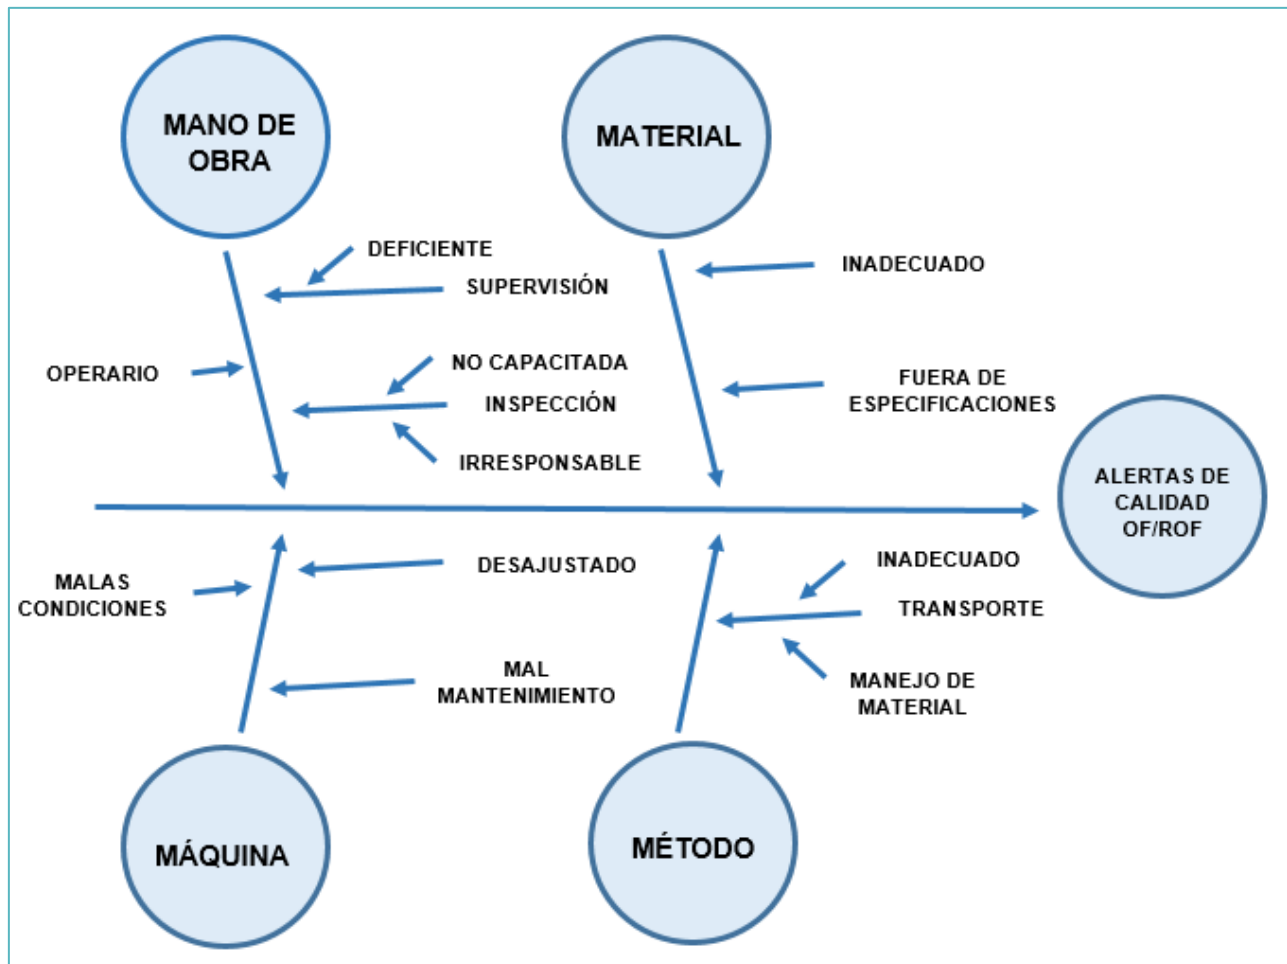 MANO DE
OBRA
MATERIAL
DEFICIENTE
SUPERVISIÓN
INADECUADO
OPERARIO
NO CAPACITADA
INSPECCIÓN
IRRESPONSABLE
FUERA DE
ESPECIFICACIONES
ALERTAS DE
CALIDAD
OF/ROF
MALAS
CONDICIONES
DESAJUSTADO
MAL
MANTENIMIENTO
INADECUADO
TRANSPORTE
MANEJO DE
MATERIAL
MÁQUINA
MÉTODO